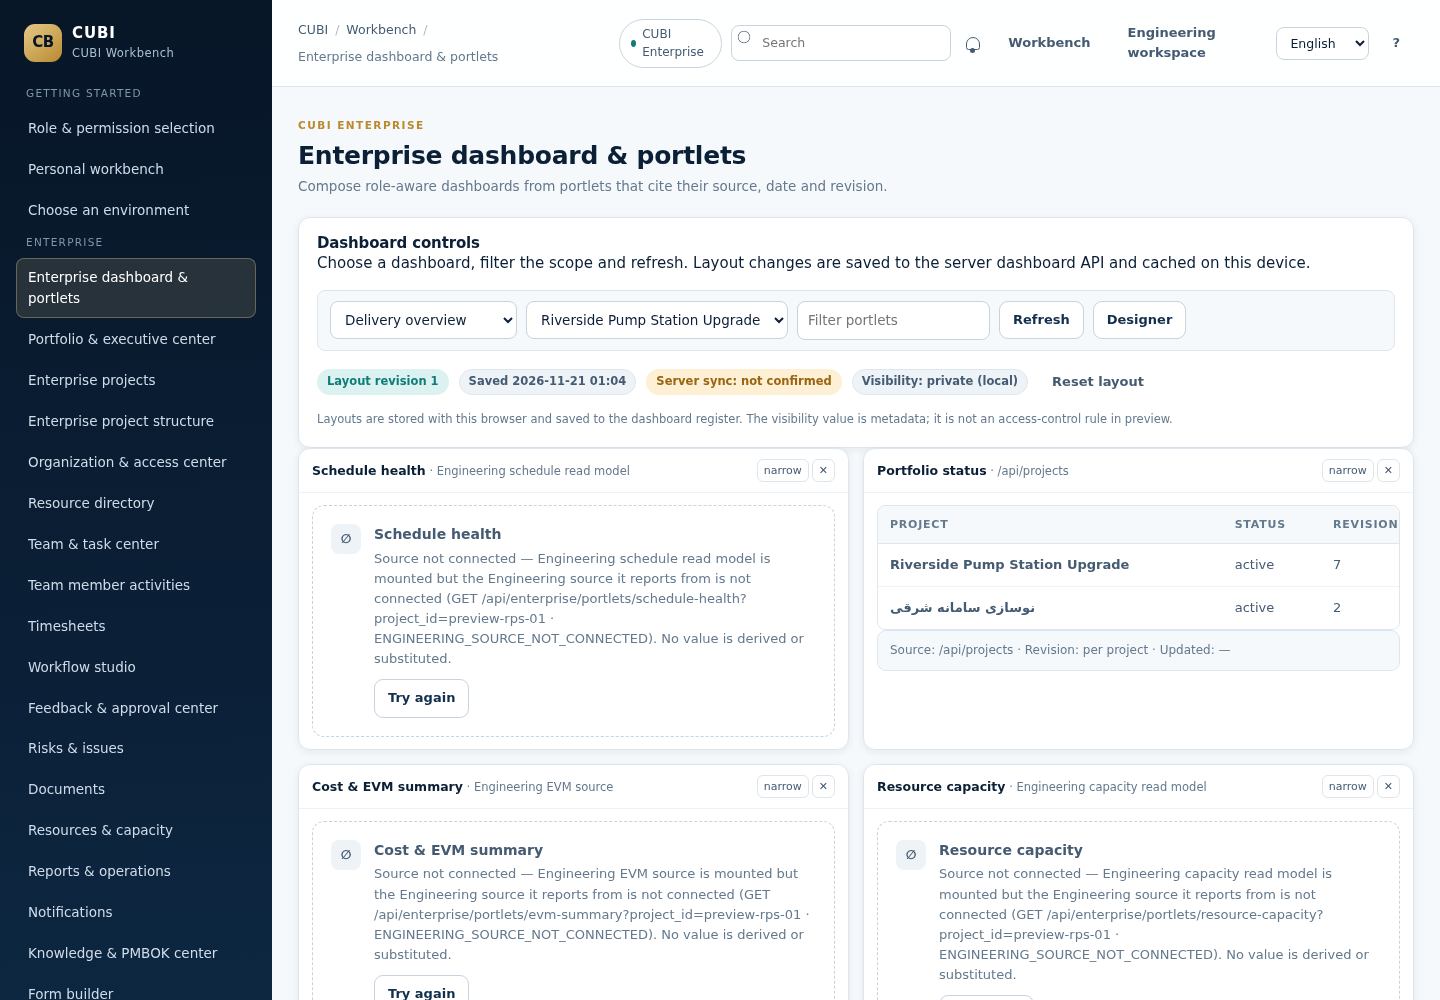 CB
CUBI
CUBI Workbench
GETTING STARTED
Role & permission selection
Personal workbench
Choose an environment
ENTERPRISE
Enterprise dashboard &
portlets
Portfolio & executive center
Enterprise projects
Enterprise project structure
Organization & access center
Resource directory
Team & task center
Team member activities
Timesheets
Workflow studio
Feedback & approval center
Risks & issues
Documents
Resources & capacity
Reports & operations
Notifications
Knowledge & PMBOK center
Form builder
CUBI / Workbench /
Enterprise dashboard & portlets
CUBI
Enterprise
Search
Workbench
Engineering
workspace
English
?
CUBI ENTERPRISE
Enterprise dashboard & portlets
Compose role-aware dashboards from portlets that cite their source, date and revision.
Dashboard controls
Choose a dashboard, filter the scope and refresh. Layout changes are saved to the server dashboard API and cached on this device.
Delivery overview
Riverside Pump Station Upgrade
Filter portlets
Refresh
Designer
Layout revision 1
Saved 2026-11-21 01:04
Server sync: not confirmed
Visibility: private (local)
Reset layout
Layouts are stored with this browser and saved to the dashboard register. The visibility value is metadata; it is not an access-control rule in preview.
Schedule health · Engineering schedule read model
narrow ✕
∅
Schedule health
Source not connected — Engineering schedule read model is
mounted but the Engineering source it reports from is not
connected (GET /api/enterprise/portlets/schedule-health?
project_id=preview-rps-01 ·
ENGINEERING_SOURCE_NOT_CONNECTED). No value is derived or
substituted.
Try again
Portfolio status · /api/projects
narrow ✕
PROJECT STATUS REVISION
Riverside Pump Station Upgrade active 7
نوسازی سامانه شرقی active 2
Source: /api/projects · Revision: per project · Updated: —
Cost & EVM summary · Engineering EVM source
narrow ✕
∅
Cost & EVM summary
Source not connected — Engineering EVM source is mounted but
the Engineering source it reports from is not connected (GET
/api/enterprise/portlets/evm-summary?project_id=preview-rps-01 ·
ENGINEERING_SOURCE_NOT_CONNECTED). No value is derived or
substituted.
Try again
Resource capacity · Engineering capacity read model
narrow ✕
∅
Resource capacity
Source not connected — Engineering capacity read model is
mounted but the Engineering source it reports from is not
connected (GET /api/enterprise/portlets/resource-capacity?
project_id=preview-rps-01 ·
ENGINEERING_SOURCE_NOT_CONNECTED). No value is derived or
substituted.